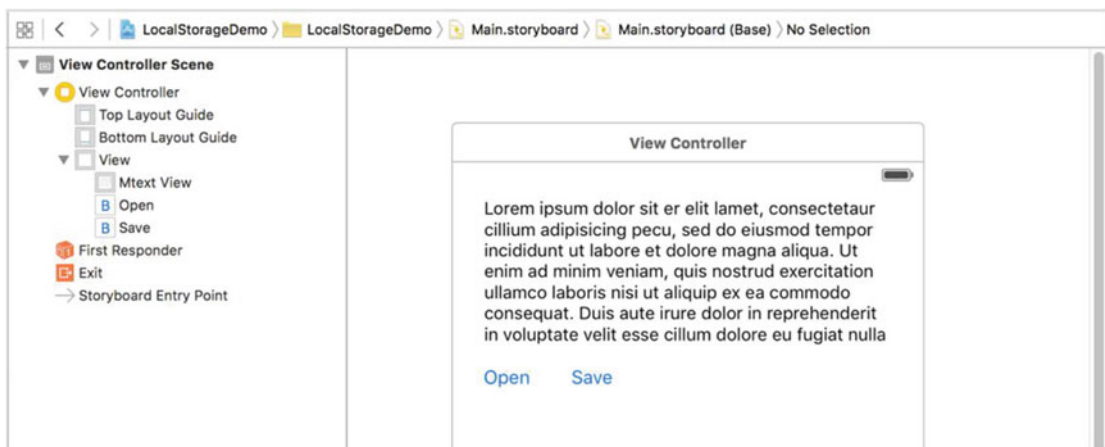 LocalStorageDemo LocalStorageDemo Main.storyboard Main.storyboard (Base) No Selection
View Controller Scene
View Controller
Top Layout Guide
Bottom Layout Guide
View
Mtext View
B Open
B Save
First Responder
Exit
Storyboard Entry Point
View Controller
Lorem ipsum dolor sit er elit lamet, consectetaur
cillium adipisicing pecu, sed do eiusmod tempor
incididunt ut labore et dolore magna aliqua. Ut
enim ad minim veniam, quis nostrud exercitation
ullamco laboris nisi ut aliquip ex ea commodo
consequat. Duis aute irure dolor in reprehenderit
in voluptate velit esse cillum dolore eu fugiat nulla
Open Save